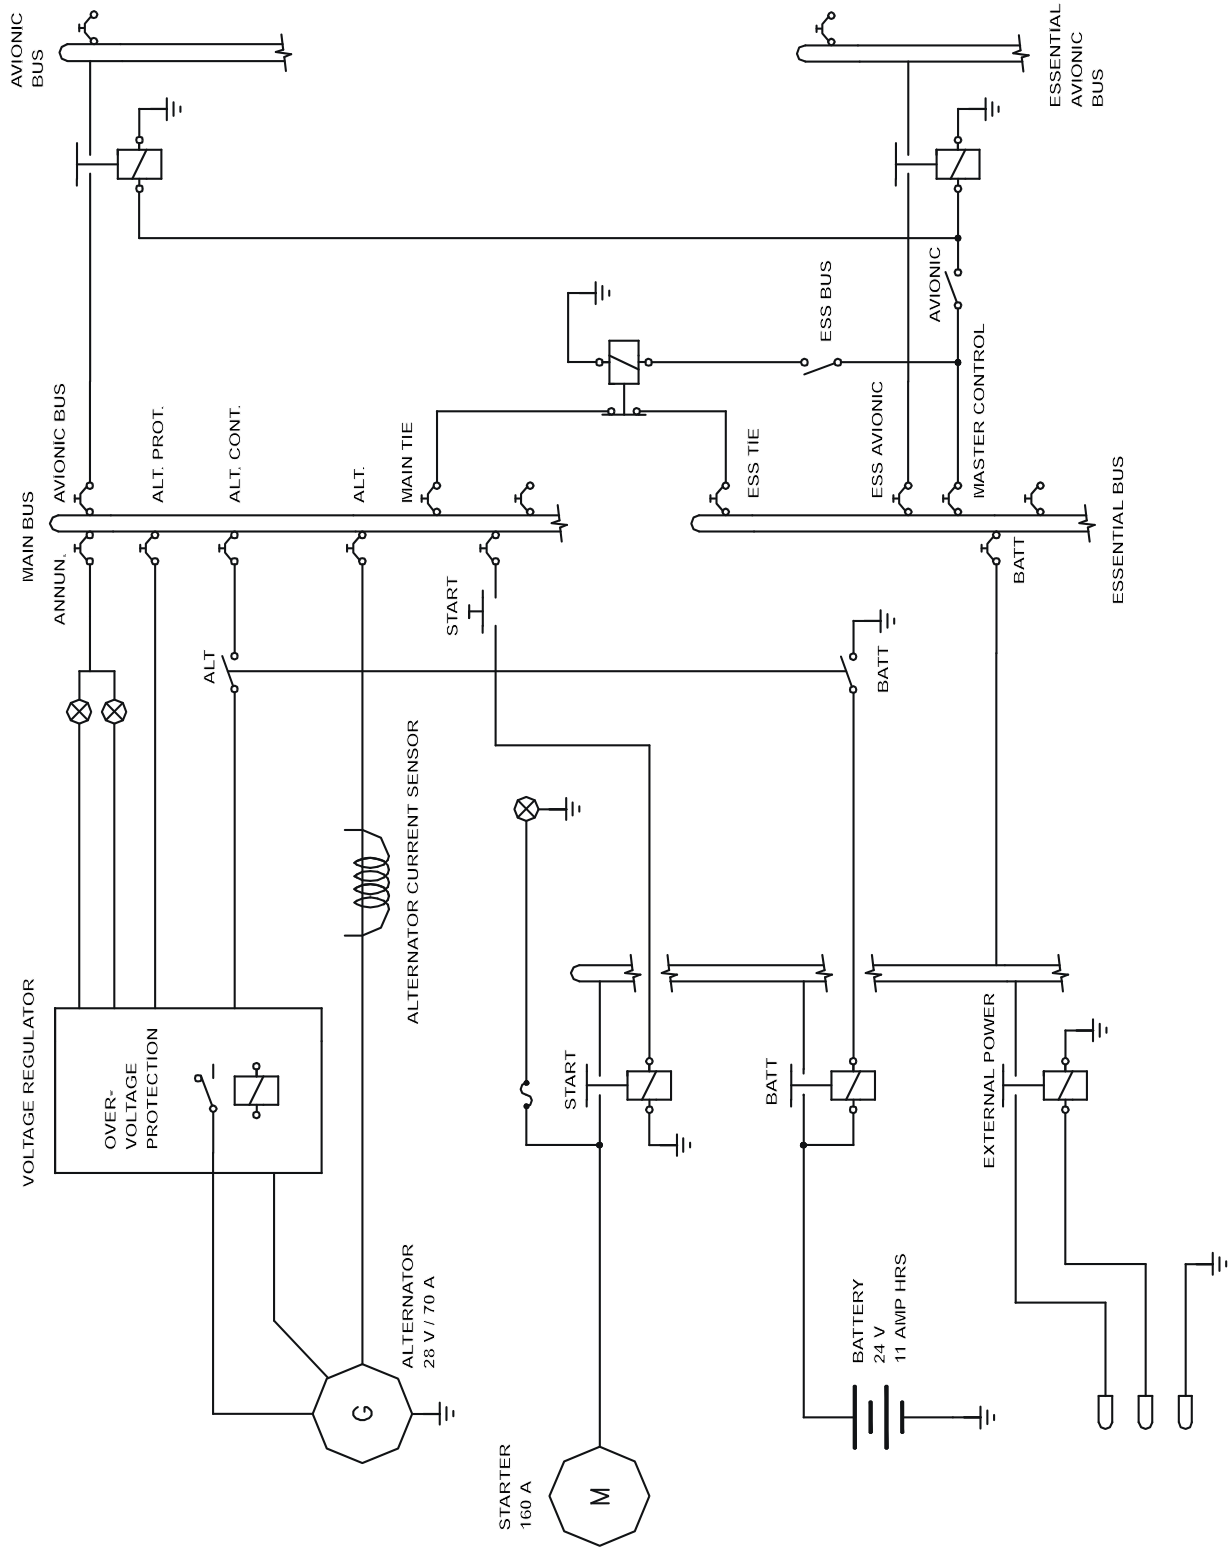 AVIONIC
BUS
ESSENTIAL
AVIONIC
BUS
AVIONIC
ESS BUS
MASTER CONTROL
AVIONIC BUS
ALT. PROT.
ALT. CONT.
ALT.
MAIN TIE
ESS TIE
ESS AVIONIC
MAIN BUS
ESSENTIAL BUS
ANNUN.
START
BATT
ALT
BATT
ALTERNATOR CURRENT SENSOR
VOLTAGE REGULATOR
OVER-
VOLTAGE
PROTECTION
START
BATT
EXTERNAL POWER
ALTERNATOR
28 V / 70 A
G
BATTERY
24 V
11 AMP HRS
STARTER
160 A
M